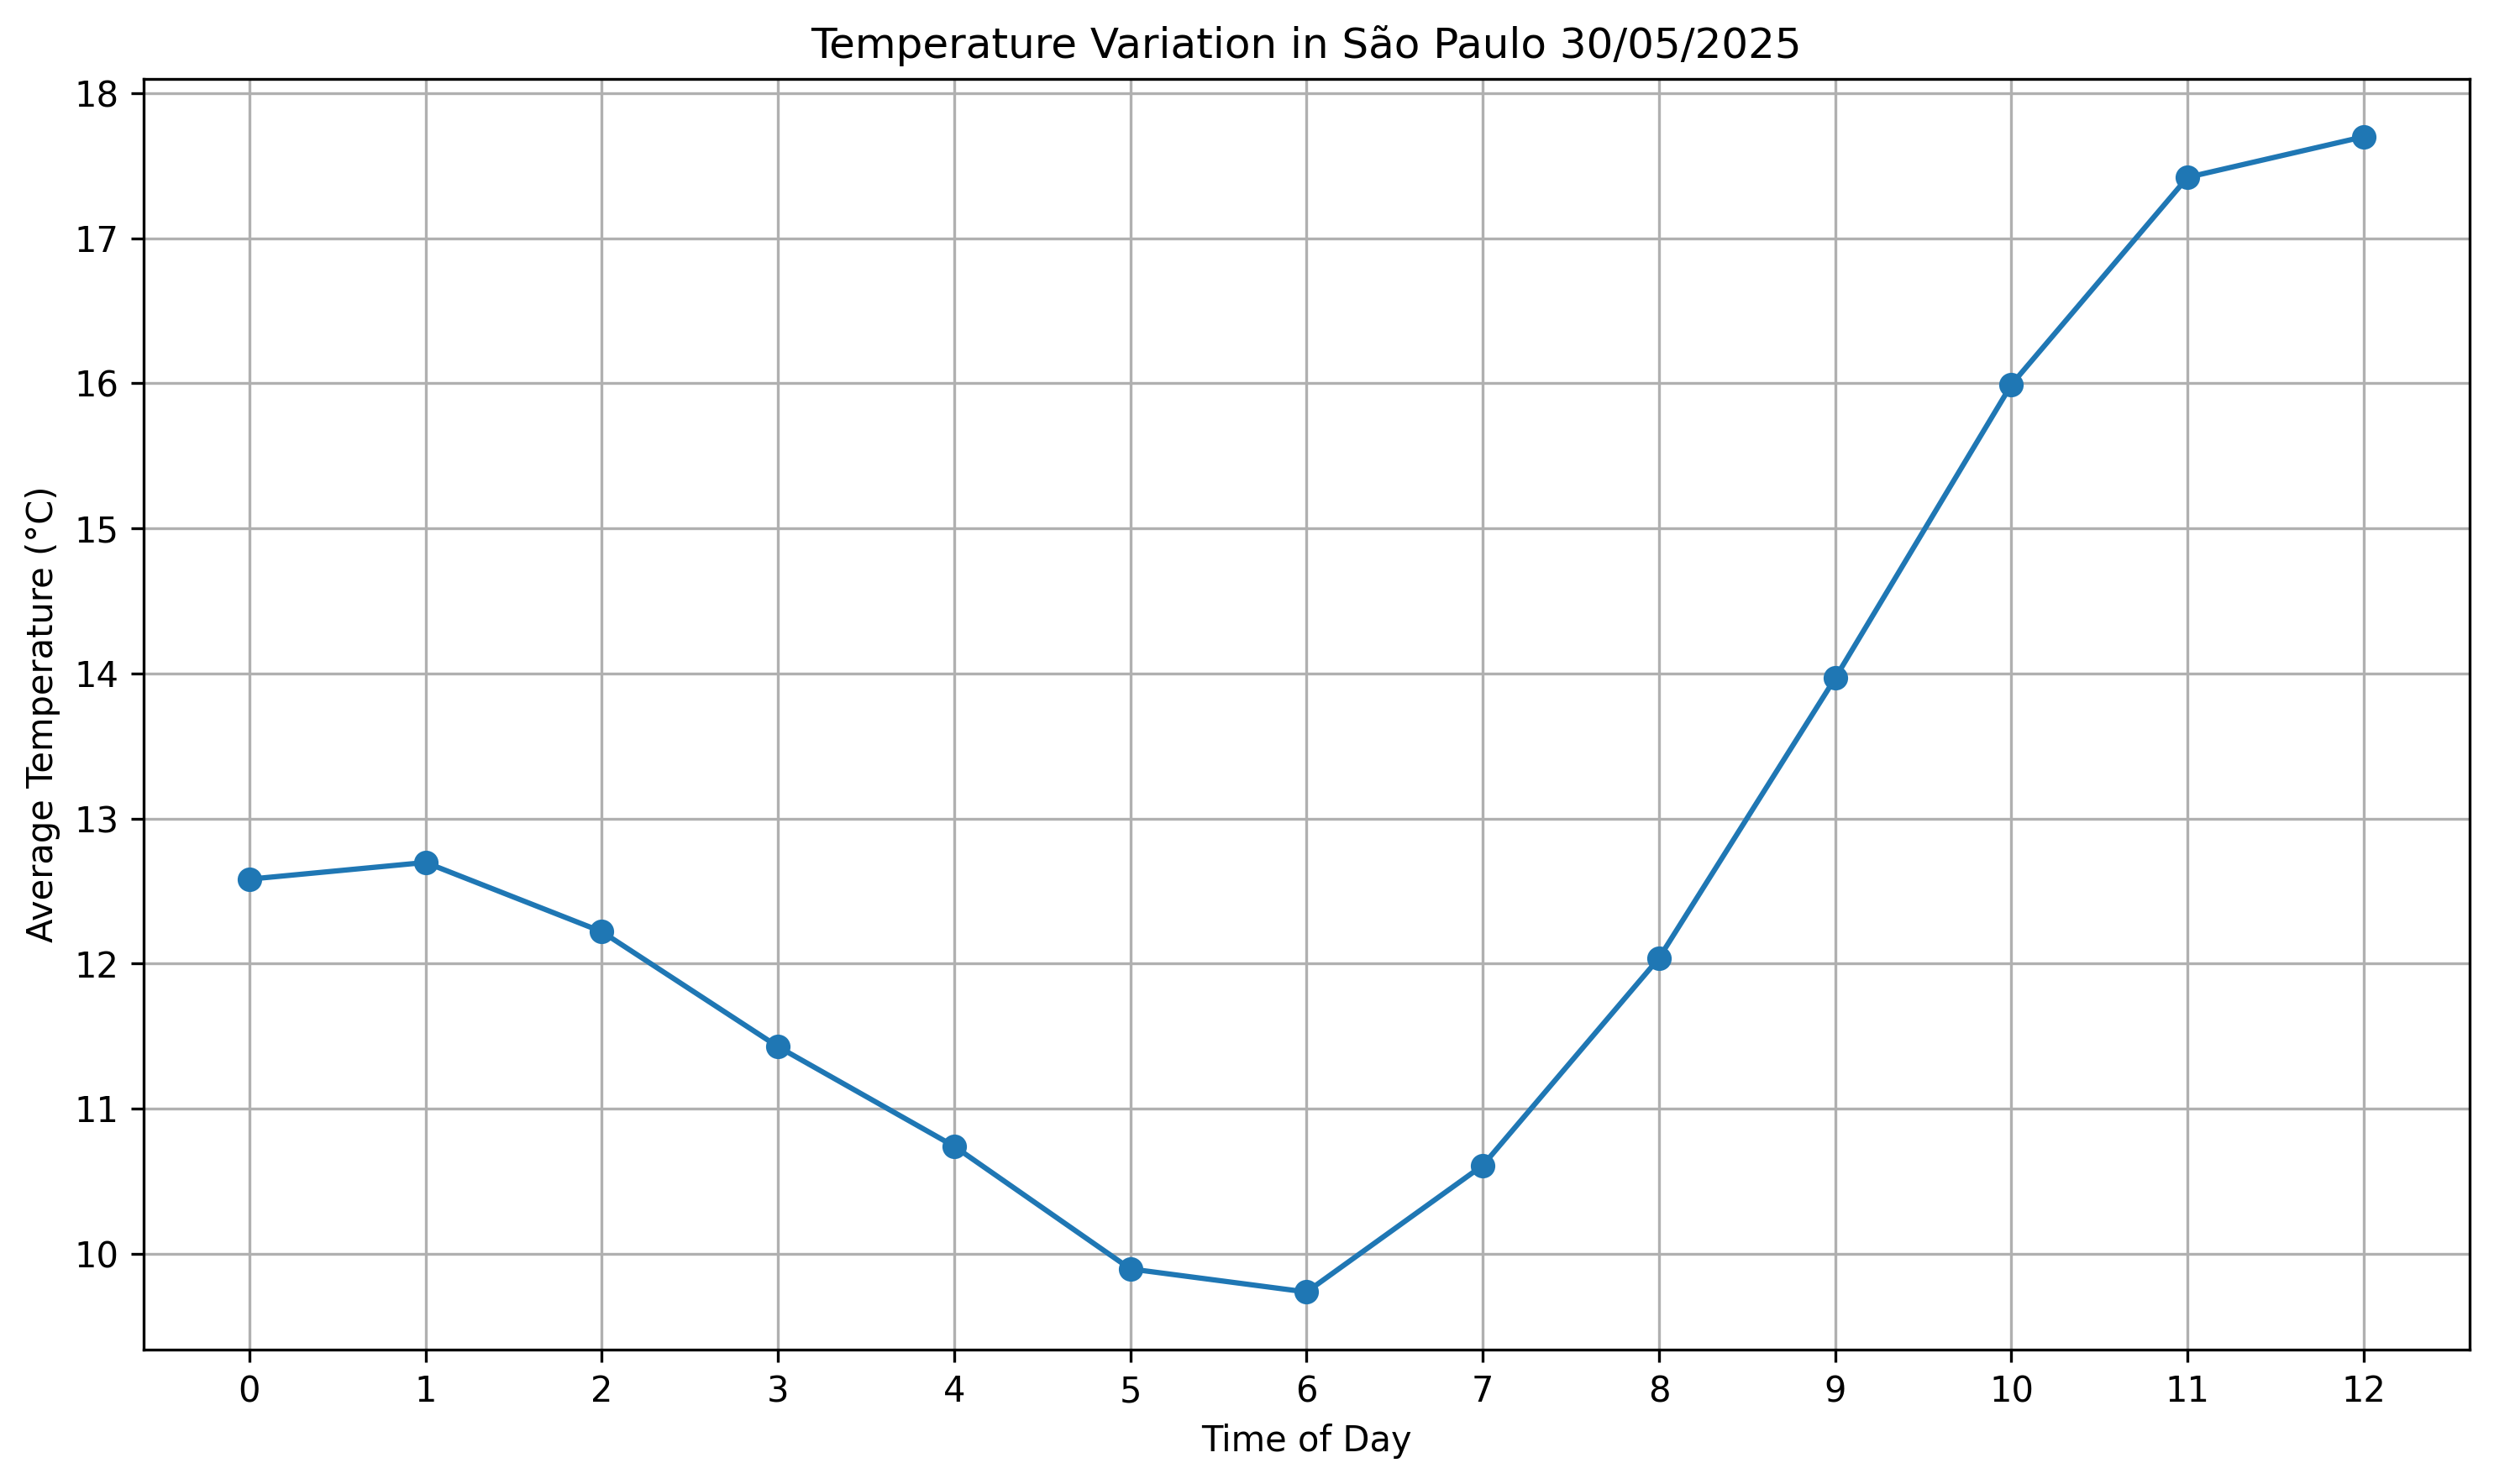 Temperature Variation in São Paulo 30/05/2025
18
17
16
15
14
13
12
11
10
Average Temperature (°C)
0 1 2 3 4 5 6 7 8 9 10 11 12
Time of Day